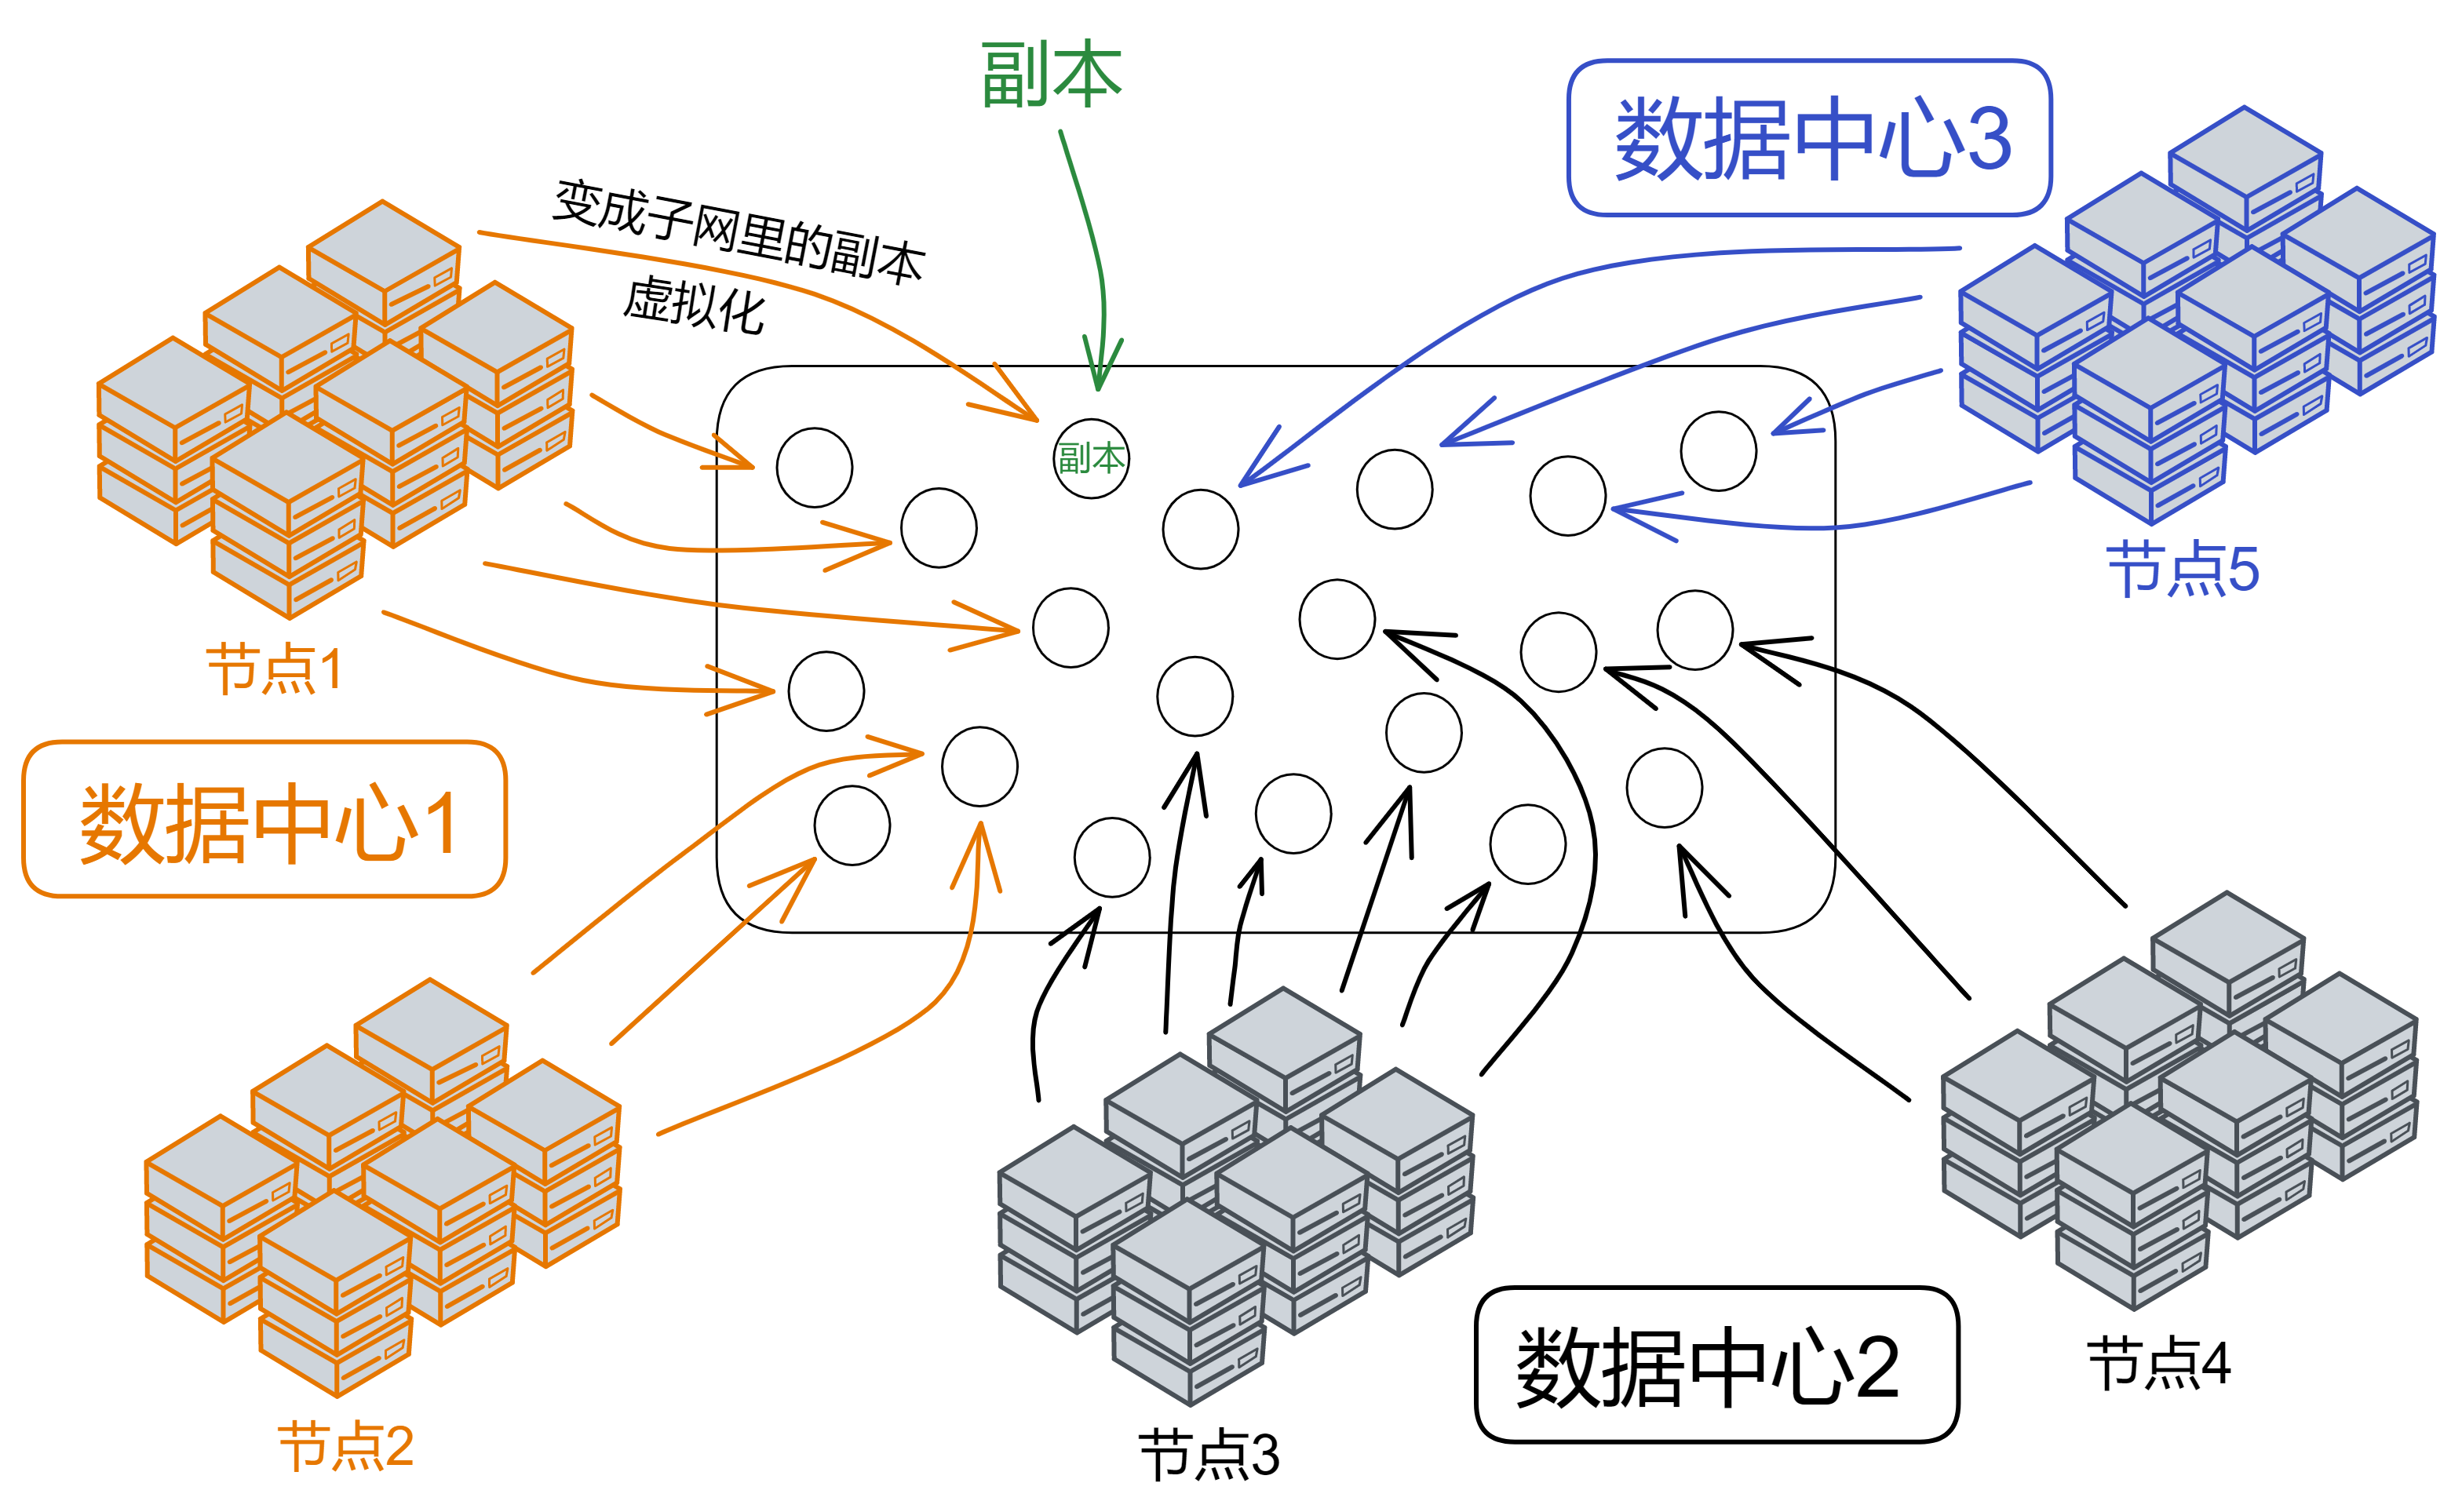 副本
数据中心3
变成子网里的副本
虚拟化
副本
节点5
节点1
数据中心1
数据中心2
节点4
节点2
节点3